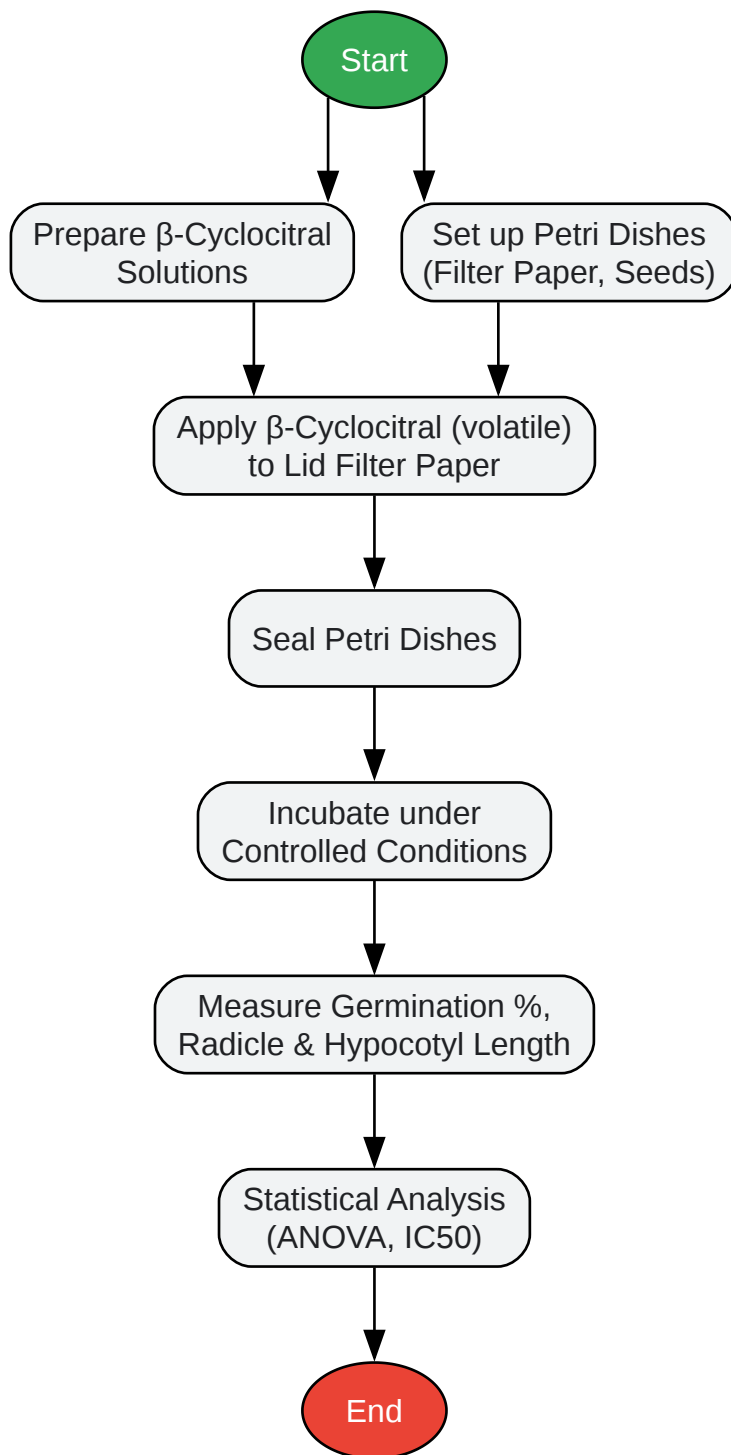 Start
Prepare β-Cyclocitral
Solutions
Set up Petri Dishes
(Filter Paper, Seeds)
Apply β-Cyclocitral (volatile)
to Lid Filter Paper
Seal Petri Dishes
Incubate under
Controlled Conditions
Measure Germination %,
Radicle & Hypocotyl Length
Statistical Analysis
(ANOVA, IC50)
End